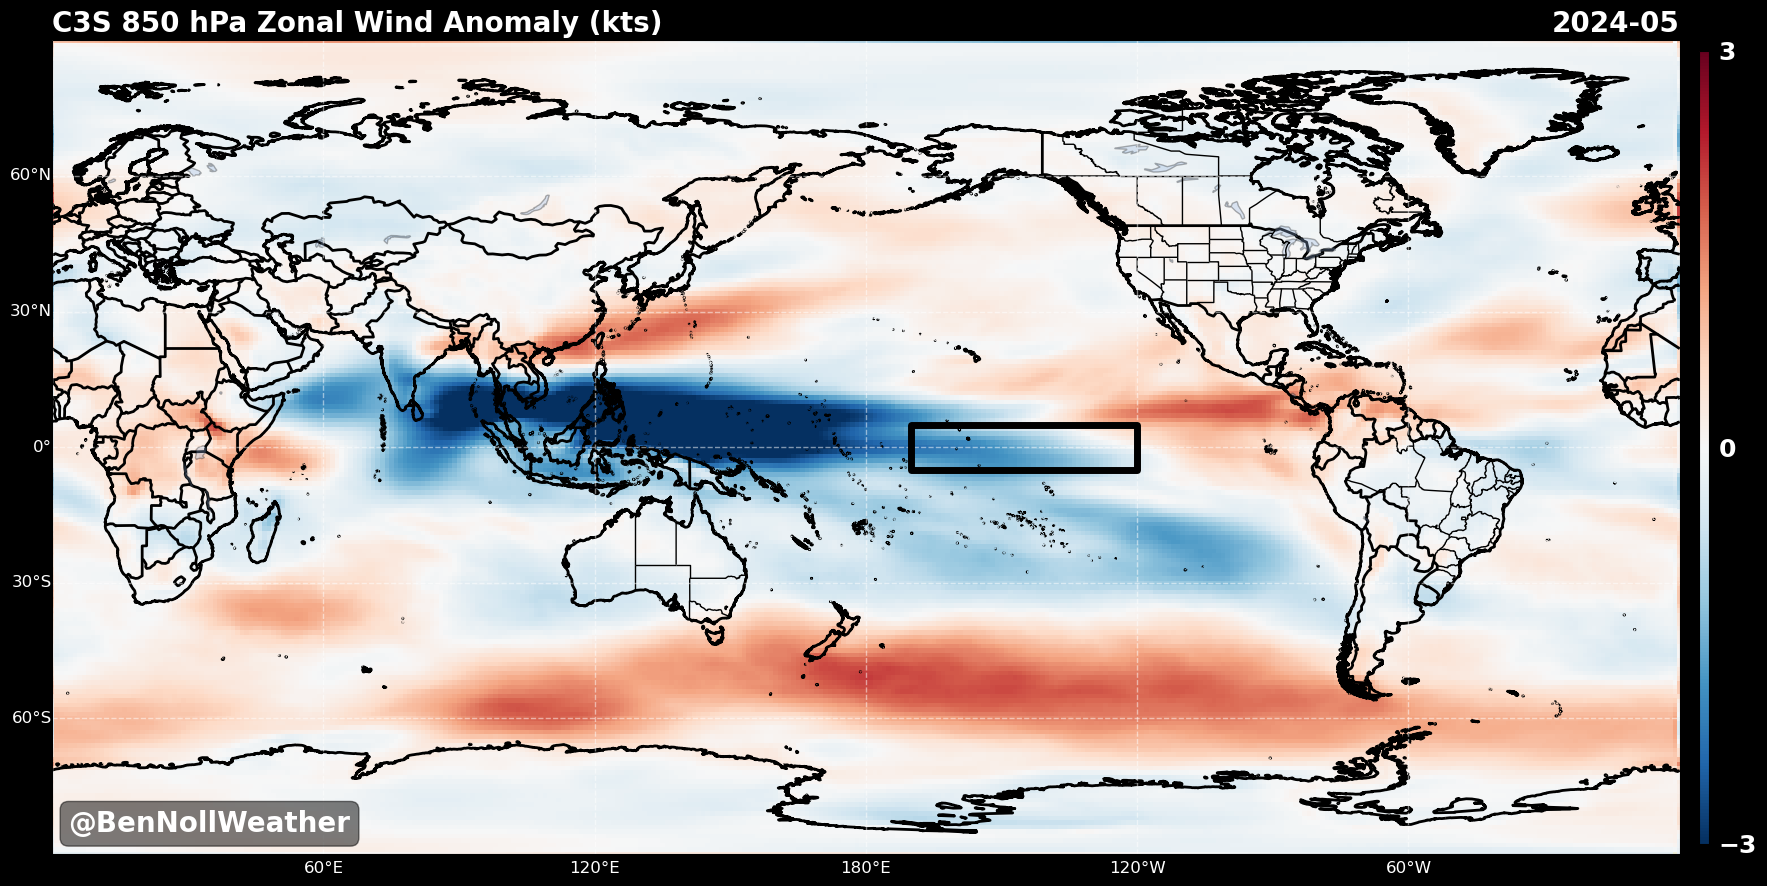 C3S 850 hPa Zonal Wind Anomaly (kts)
2024-05
3
60°N
30°N
0°
0
30°S
60°S
@BenNollWeather
−3
60°E
120°E
180°E
120°W
60°W